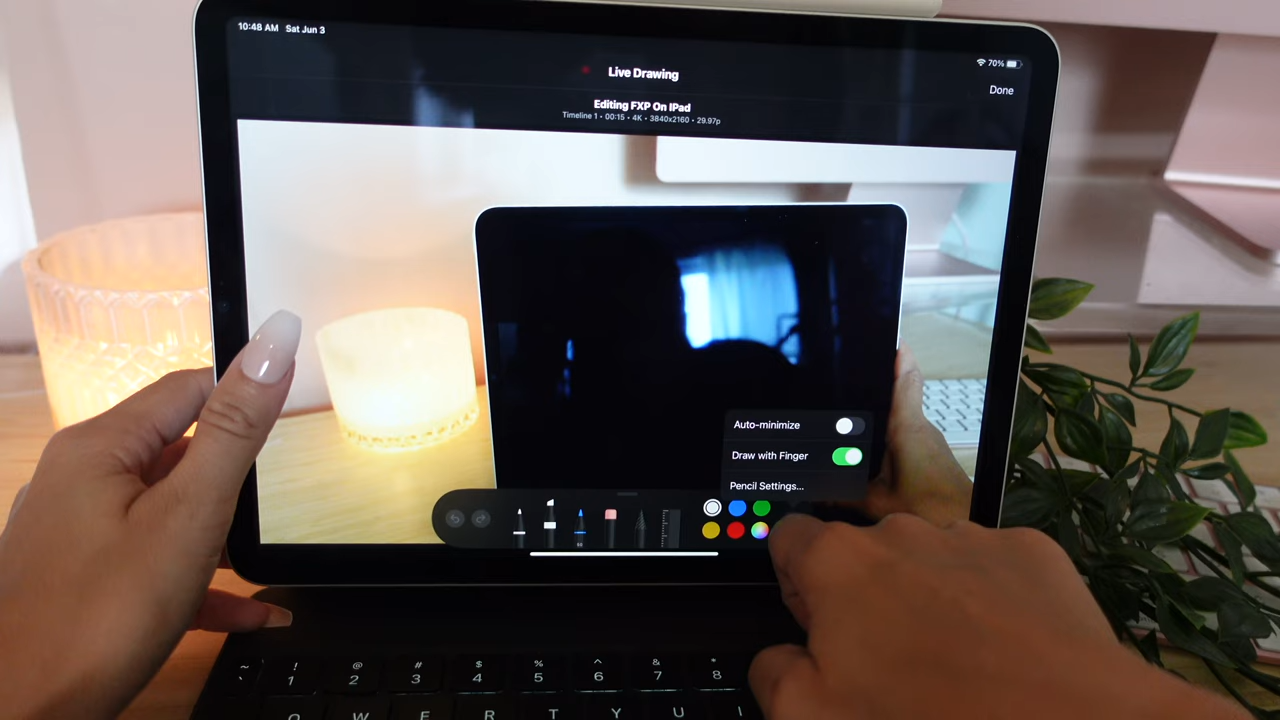 10:48 AM Sat Jun 3
70%
Live Drawing
Done
Editing FXP On IPad
Timeline 1 • 00:15 • 4K • 3840x2160 • 29.97p
Auto-minimize
Draw with Finger
Pencil Settings...
~ ! @ # $ % ^ & *
` 1 2 3 4 5 6 7 8
Q W E R T Y U I